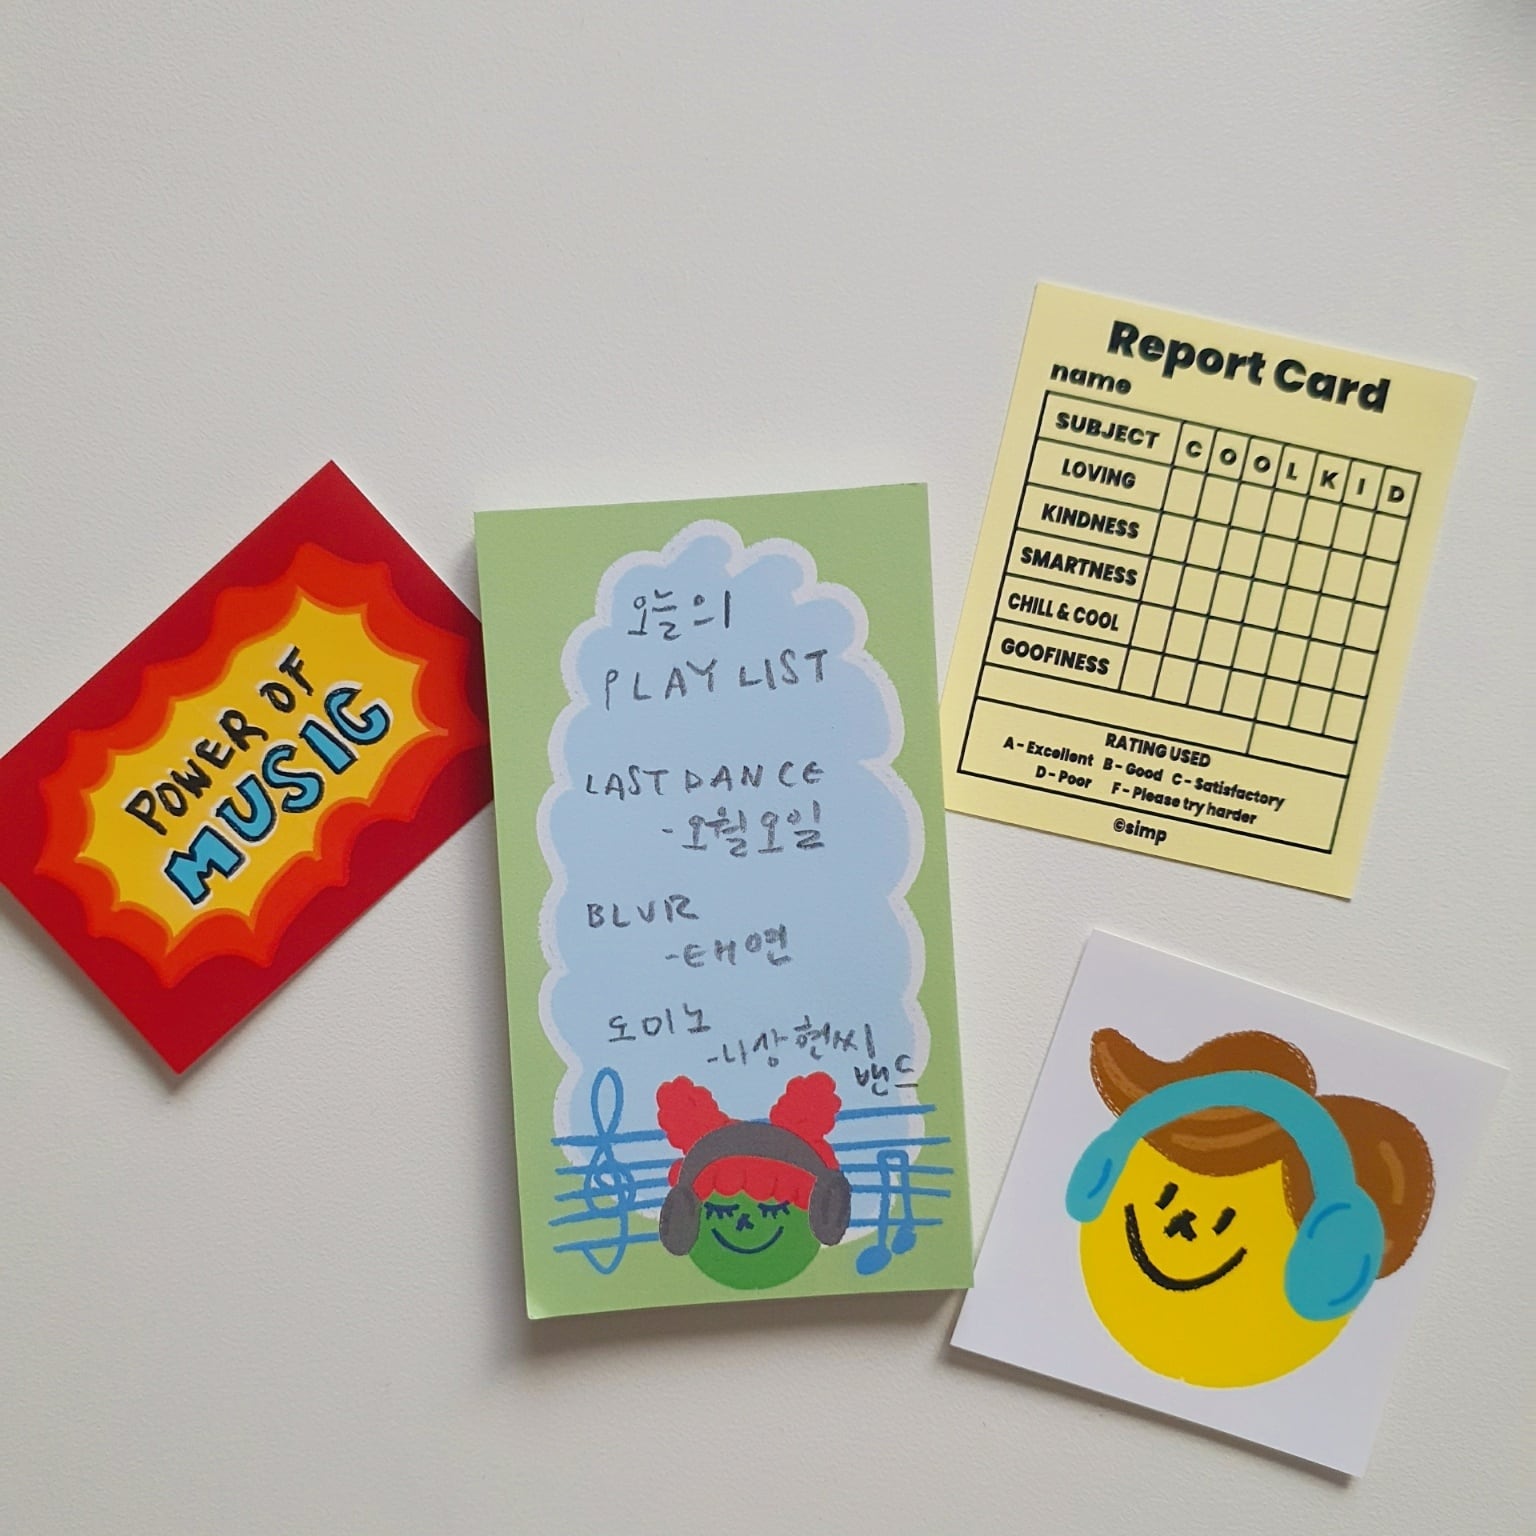 POWER OF
MUSIC
오늘의
PLAY LIST
LAST DANCE
-오월오일
BLUR
-태연
도미노
-나상현씨
밴드
Report Card
name
SUBJECT C O O L K I D
LOVING
KINDNESS
SMARTNESS
CHILL & COOL
GOOFINESS
RATING USED
A - Excellent B - Good C - Satisfactory
D - Poor F - Please try harder
©simp